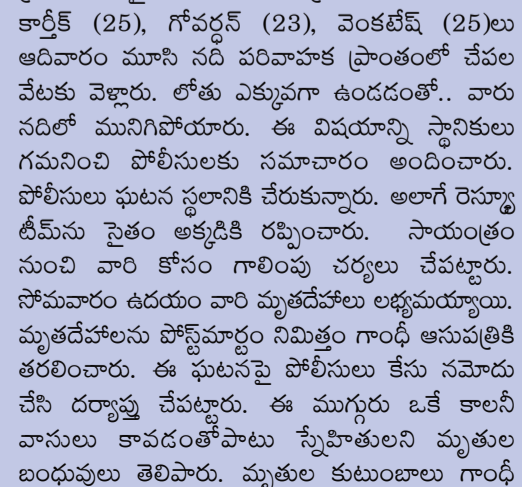 కార్తీక్ (25), గోవర్ధన్ (23), వెంకటేష్ (25)లు
ఆదివారం మూసి నది పరివాహక ప్రాంతంలో చేపల
వేటకు వెళ్లారు. లోతు ఎక్కువగా ఉండడంతో.. వారు
నదిలో మునిగిపోయారు. ఈ విషయాన్ని స్థానికులు
గమనించి పోలీసులకు సమాచారం అందించారు.
పోలీసులు ఘటన స్థలానికి చేరుకున్నారు. అలాగే రెస్క్యూ
టీమ్‌ను సైతం అక్కడికి రప్పించారు. సాయంత్రం
నుంచి వారి కోసం గాలింపు చర్యలు చేపట్టారు.
సోమవారం ఉదయం వారి మృతదేహాలు లభ్యమయ్యాయి.
మృతదేహాలను పోస్ట్‌మార్టం నిమిత్తం గాంధీ ఆసుపత్రికి
తరలించారు. ఈ ఘటనపై పోలీసులు కేసు నమోదు
చేసి దర్యాప్తు చేపట్టారు. ఈ ముగ్గురు ఒకే కాలనీ
వాసులు కావడంతోపాటు స్నేహితులని మృతుల
బంధువులు తెలిపారు. మృతుల కుటుంబాలు గాంధీ